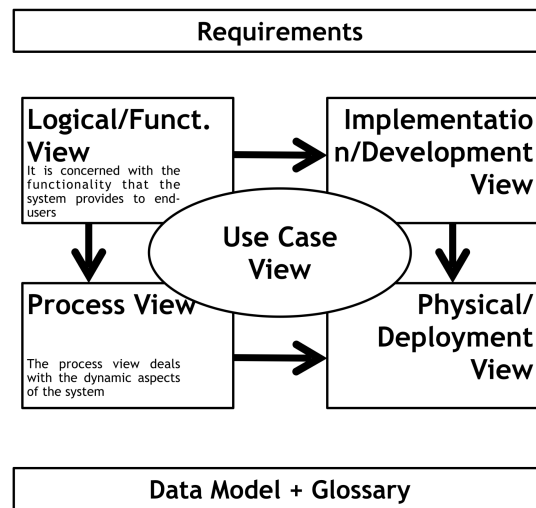 Requirements
Logical/Funct.
View
It is concerned with the
functionality that the
system provides to end-
users
Implementatio
n/Development
View
Use Case
View
Process View
The process view deals
with the dynamic aspects
of the system
Physical/
Deployment
View
Data Model + Glossary